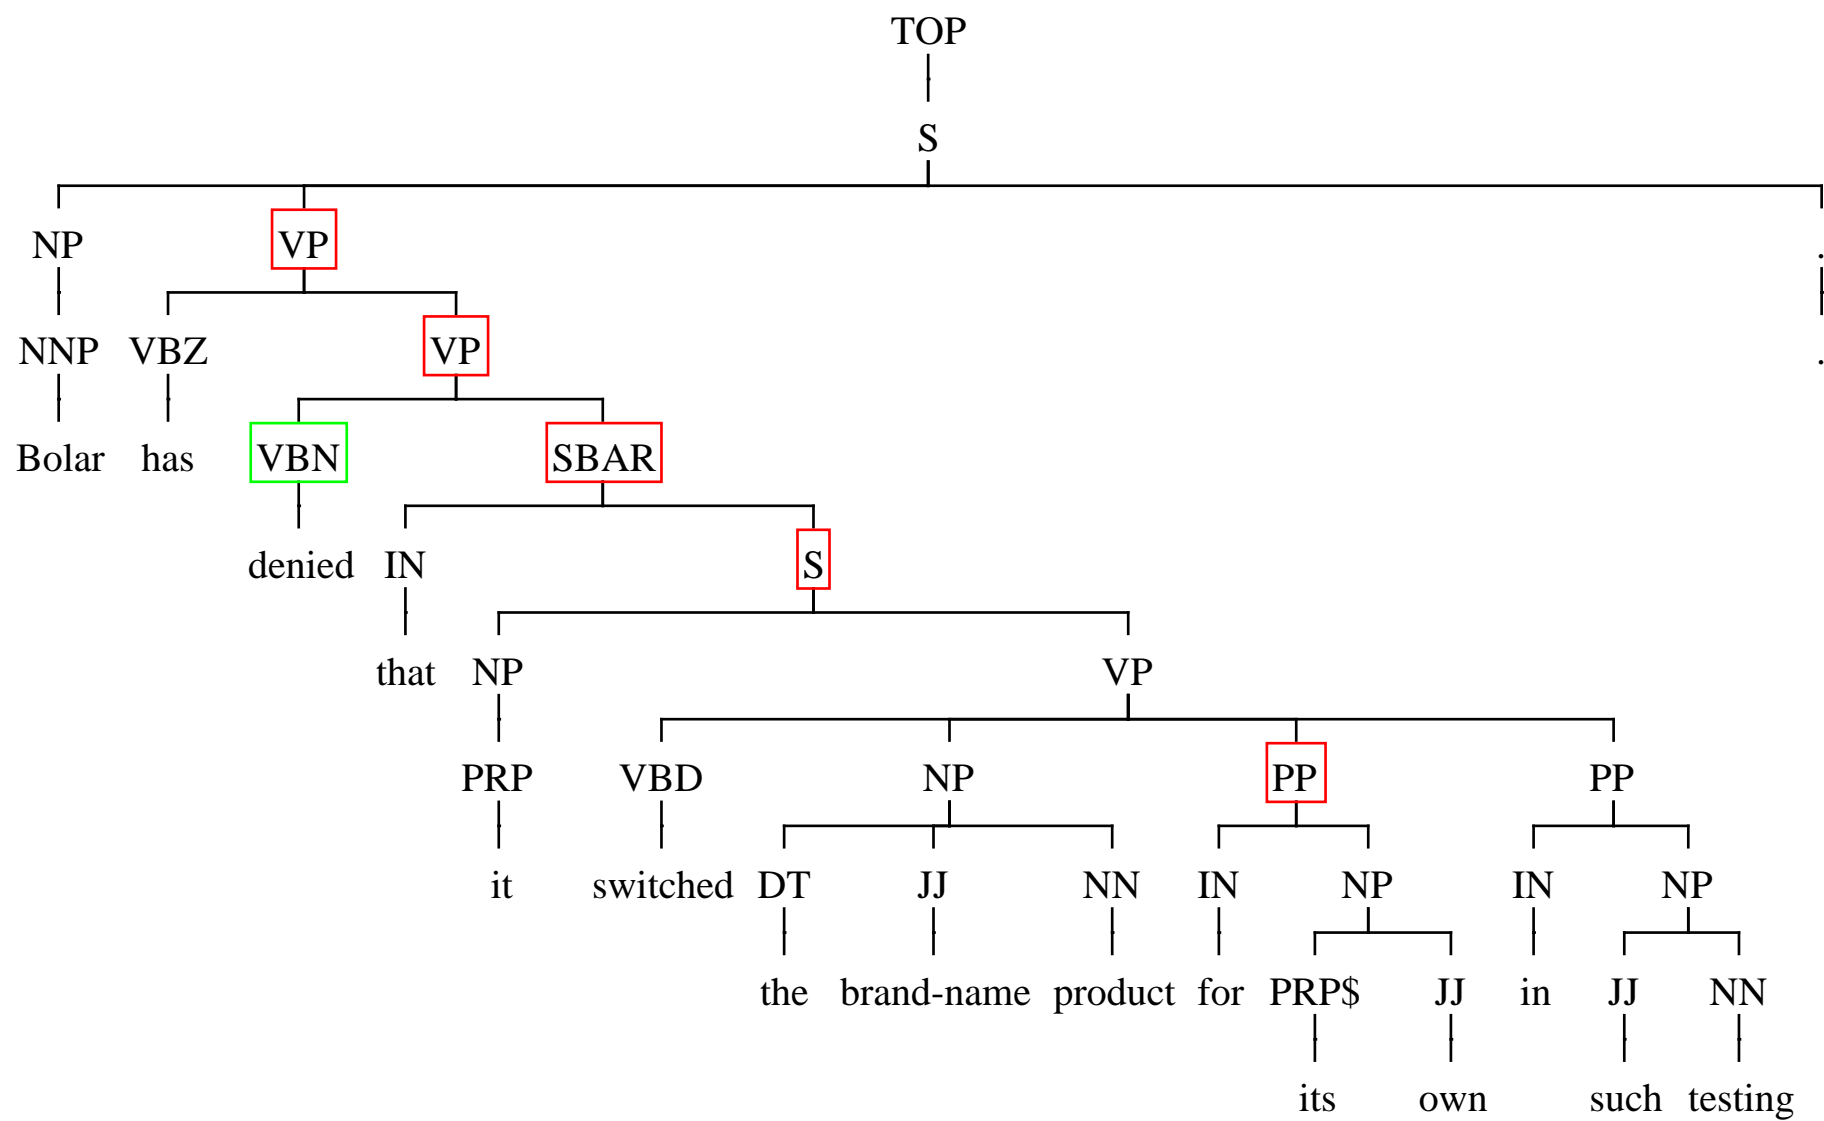 TOP
S
NP VP .
NNP VBZ VP .
Bolar has VBN SBAR
denied IN S
that NP VP
PRP VBD NP PP PP
it switched DT JJ NN IN NP IN NP
the brand-name product for PRP$ JJ in JJ NN
its own such testing